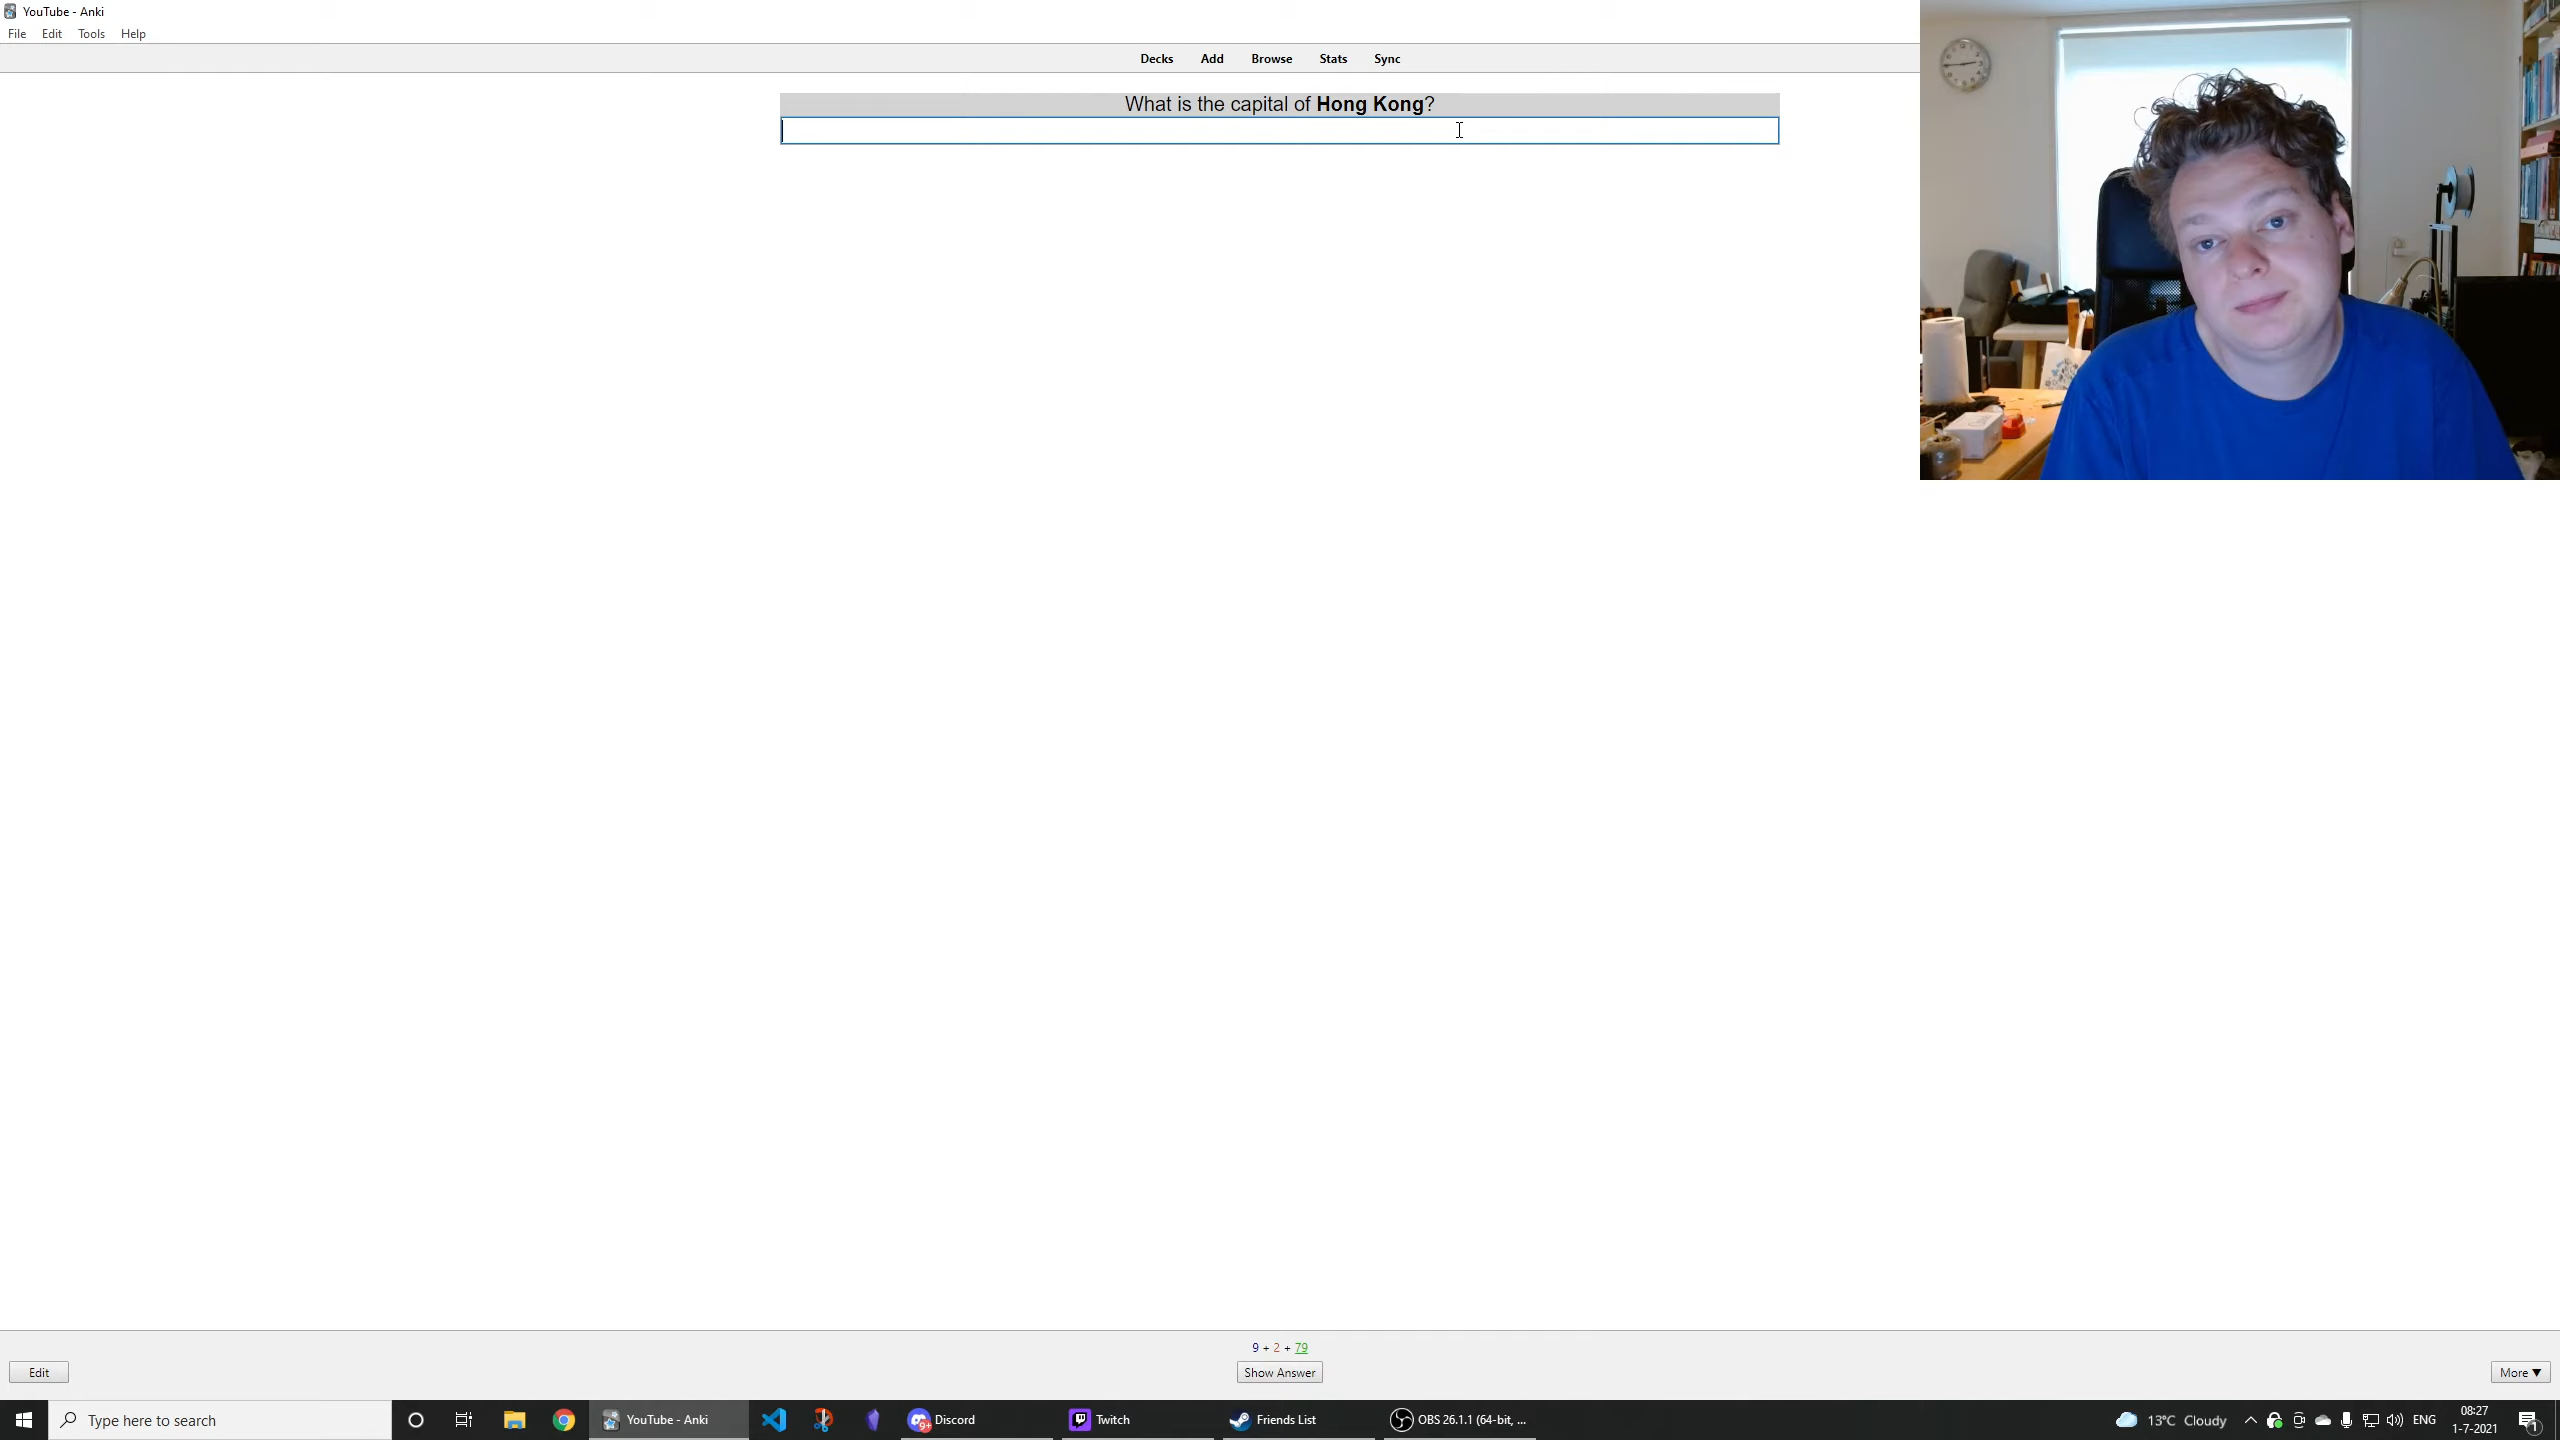 YouTube - Anki
File Edit Tools Help
Decks Add Browse Stats Sync
What is the capital of Hong Kong?
9 + 2 + 79
Edit Show Answer More ▼
Type here to search YouTube - Anki 9+ Discord Twitch Friends List OBS 26.1.1 (64-bit, ... 13°C Cloudy ENG 08:27
1-7-2021 1